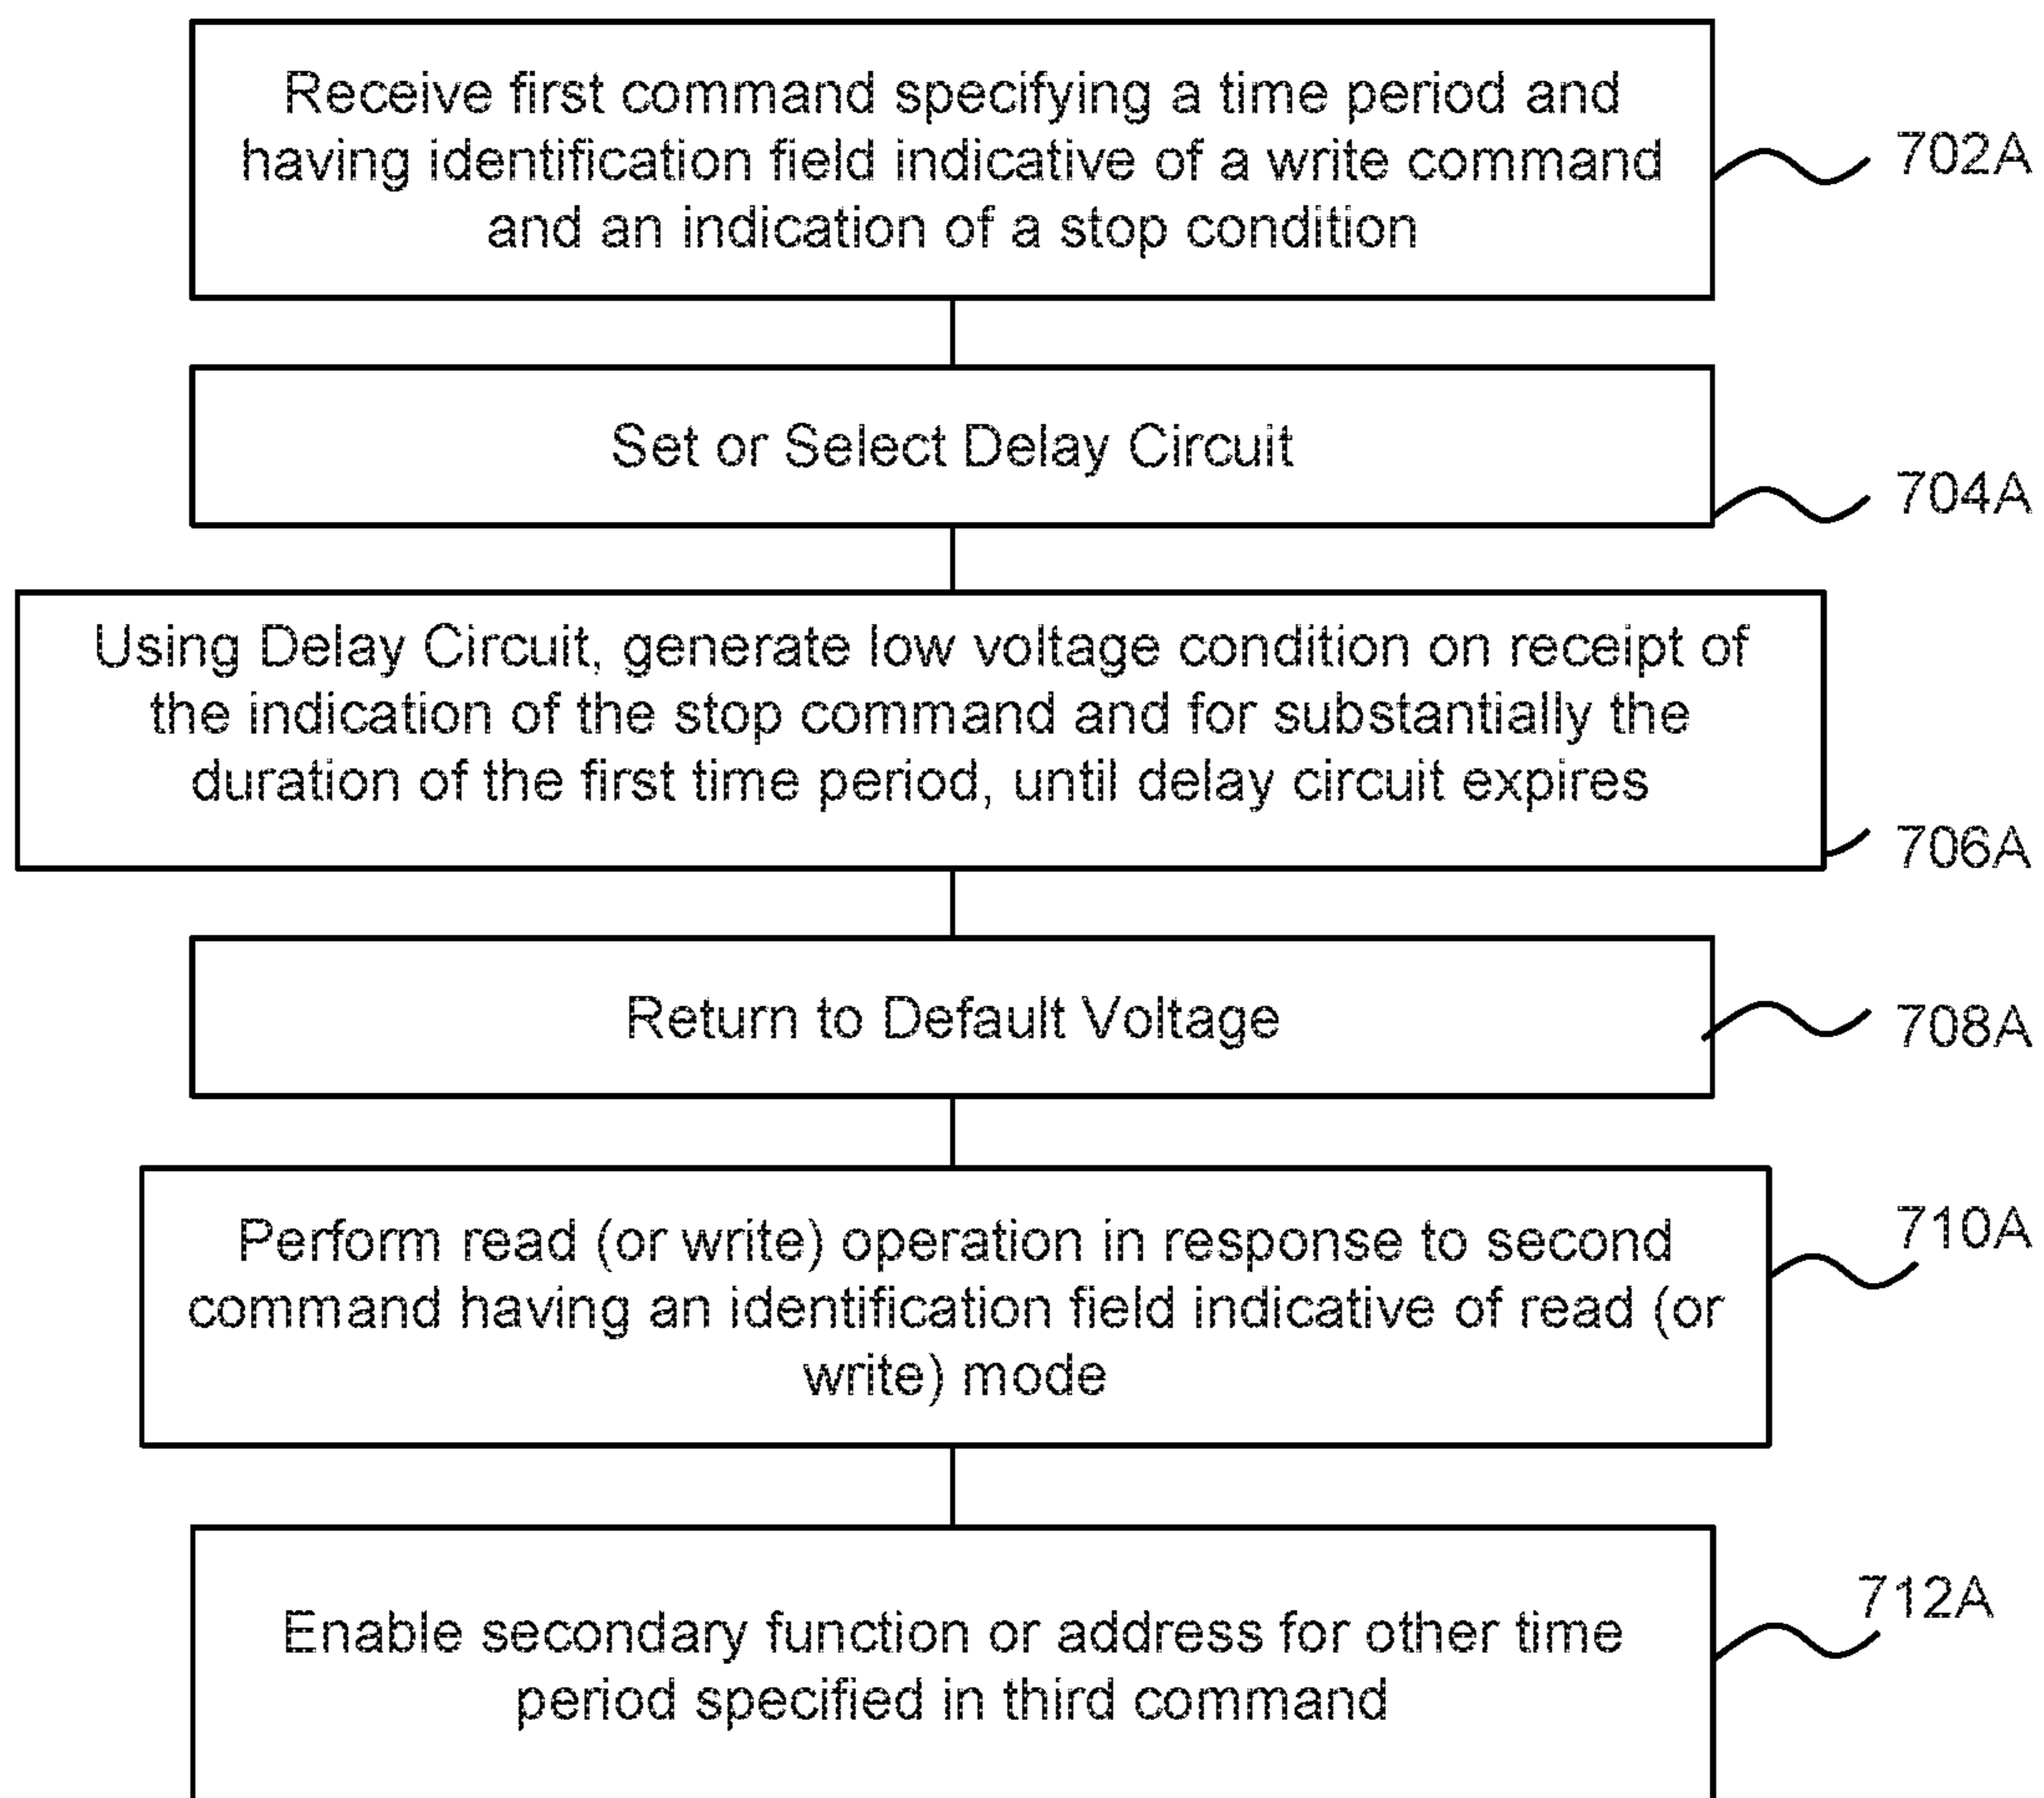 Receive first command specifying a time period and
having identification field indicative of a write command
and an indication of a stop condition
702A
Set or Select Delay Circuit
704A
Using Delay Circuit, generate low voltage condition on receipt of
the indication of the stop command and for substantially the
duration of the first time period, until delay circuit expires
706A
Return to Default Voltage
708A
Perform read (or write) operation in response to second
command having an identification field indicative of read (or
write) mode
710A
Enable secondary function or address for other time
period specified in third command
712A